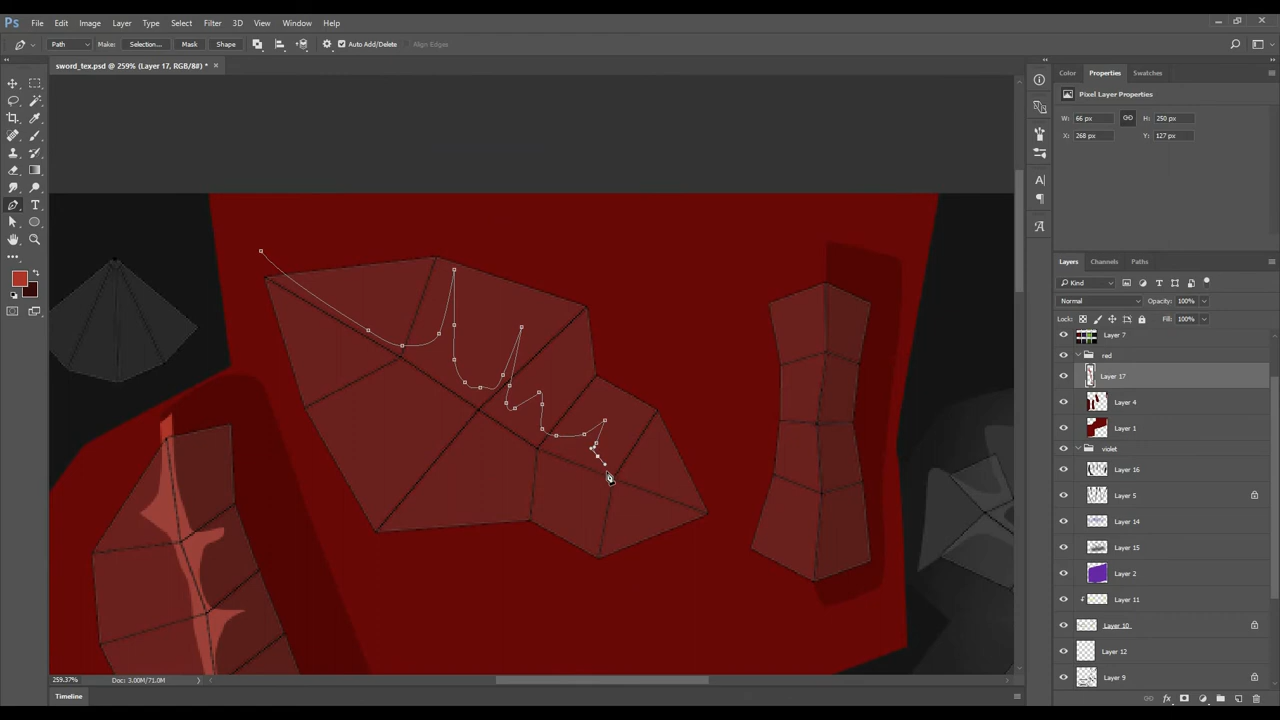 Ps File Edit Image Layer Type Select Filter 3D View Window Help
Path Make: Selection... Mask Shape Auto Add/Delete Align Edges
sword_tex.psd @ 259% (Layer 17, RGB/8#) * ×
Color Properties Swatches
Pixel Layer Properties
W: 66 px H: 250 px
X: 268 px Y: 127 px
Layers Channels Paths
Kind
Normal Opacity: 100%
Lock: Fill: 100%
Layer 7
red
Layer 17
Layer 4
Layer 1
violet
Layer 16
Layer 5
Layer 14
Layer 15
Layer 2
Layer 11
Layer 10
Layer 12
Layer 9
259.37% Doc: 3.00M/71.0M
Timeline